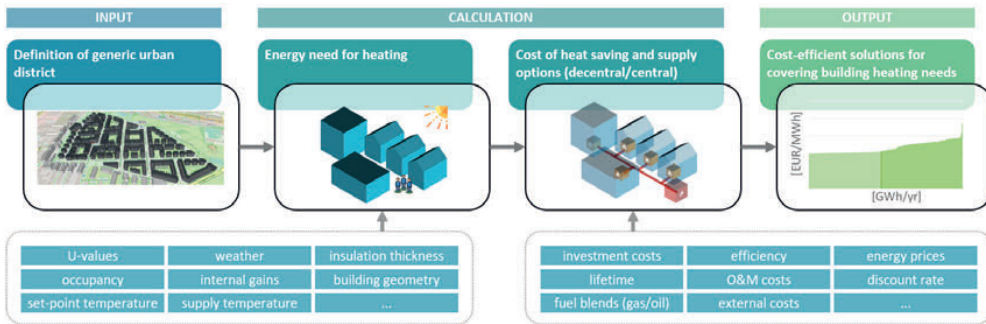 INPUT
CALCULATION
OUTPUT
Definition of generic urban
district
Energy need for heating
Cost of heat saving and supply
options (decentral/central)
Cost-efficient solutions for
covering building heating needs
[EUR/MWh]
[GWh/yr]
U-values
weather
insulation thickness
occupancy
internal gains
building geometry
set-point temperature
supply temperature
...
investment costs
efficiency
energy prices
lifetime
O&M costs
discount rate
fuel blends (gas/oil)
external costs
...